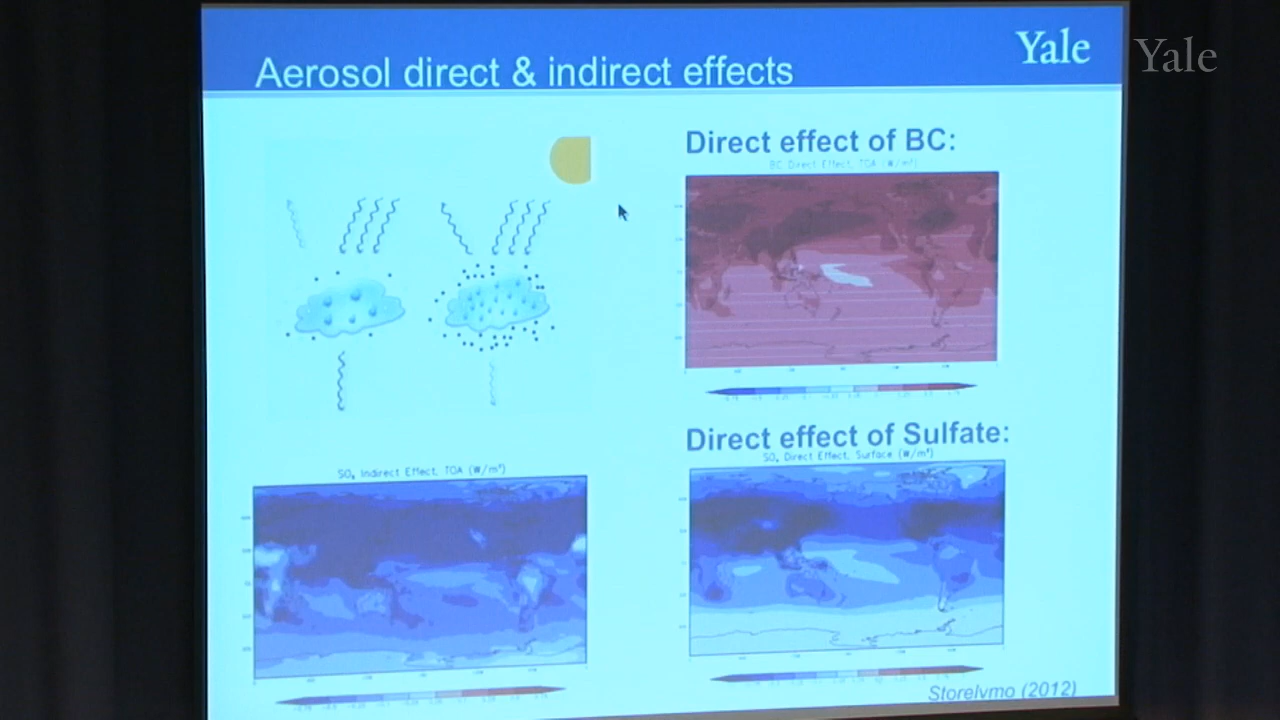 Aerosol direct & indirect effects
Yale
Yale
Direct effect of BC:
BC Direct Effect, TOA (W/m²)
Direct effect of Sulfate:
SO₄ Direct Effect, Surface (W/m²)
SO₄ Indirect Effect, TOA (W/m²)
Storelvmo (2012)